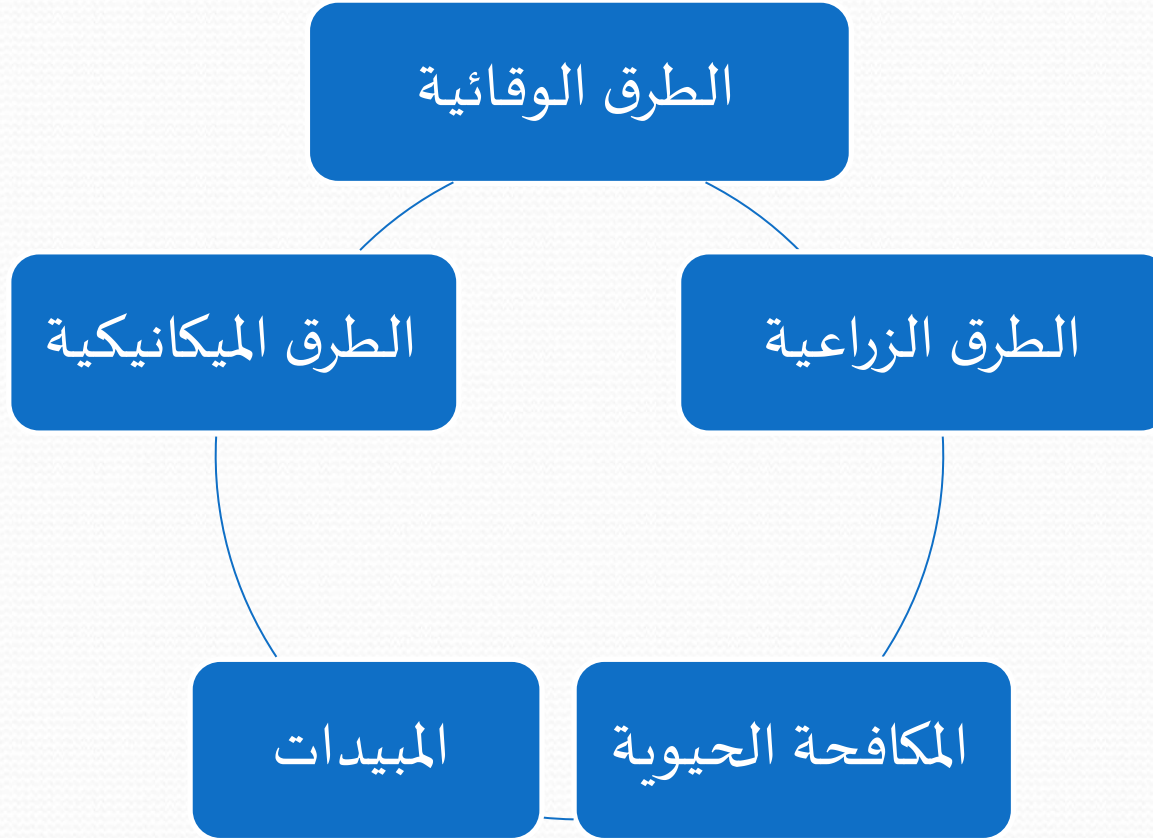 الطرق الوقائية
الطرق الزراعية
الطرق الميكانيكية
المكافحة الحيوية
المبيدات